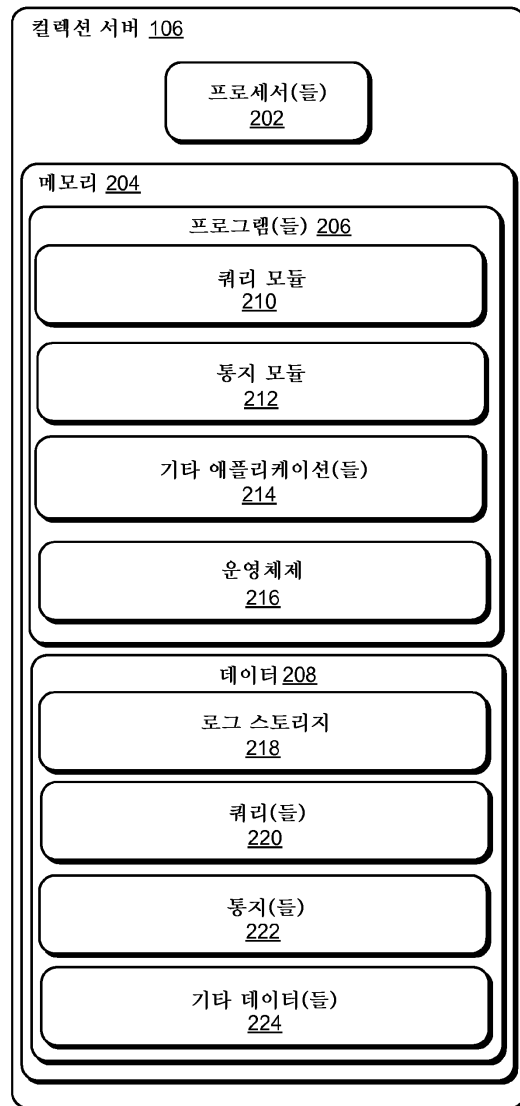 컬렉션 서버 106
프로세서(들)
202
메모리 204
프로그램(들) 206
쿼리 모듈
210
통지 모듈
212
기타 애플리케이션(들)
214
운영체제
216
데이터 208
로그 스토리지
218
쿼리(들)
220
통지(들)
222
기타 데이터(들)
224